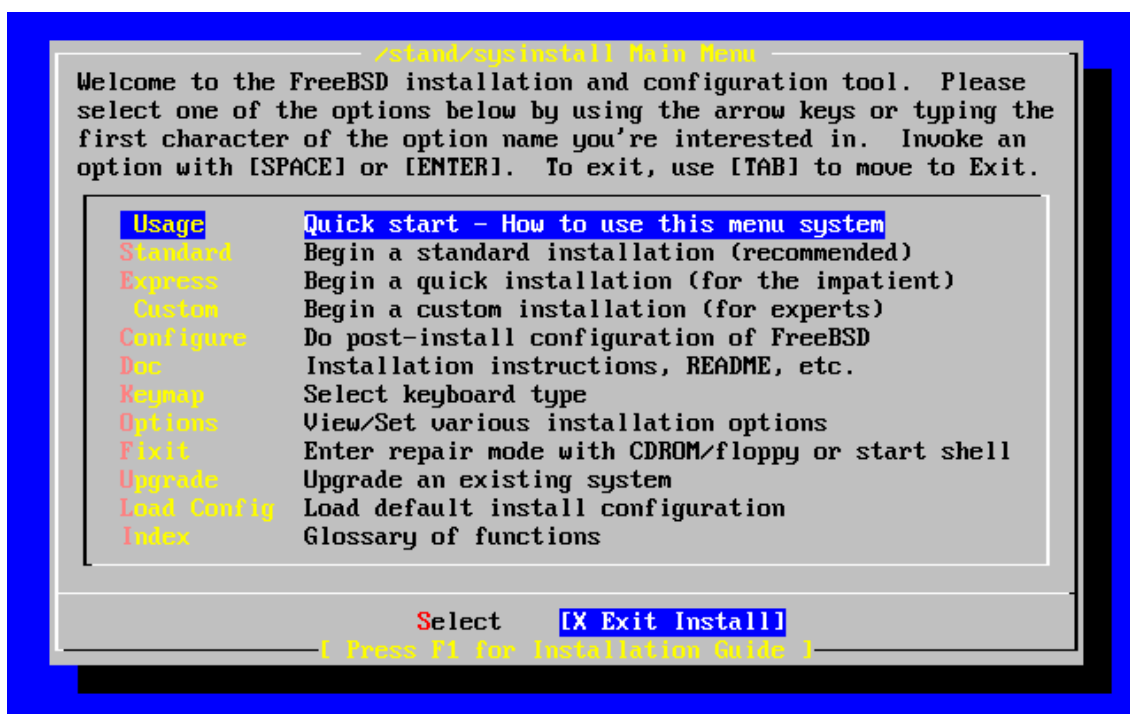 /stand/sysinstall Main Menu
Welcome to the FreeBSD installation and configuration tool.  Please
select one of the options below by using the arrow keys or typing the
first character of the option name you're interested in.  Invoke an
option with [SPACE] or [ENTER].  To exit, use [TAB] to move to Exit.
Usage Quick start - How to use this menu system
Standard Begin a standard installation (recommended)
Express Begin a quick installation (for the impatient)
Custom Begin a custom installation (for experts)
Configure Do post-install configuration of FreeBSD
Doc Installation instructions, README, etc.
Keymap Select keyboard type
Options View/Set various installation options
Fixit Enter repair mode with CDROM/floppy or start shell
Upgrade Upgrade an existing system
Load Config Load default install configuration
Index Glossary of functions
Select [X Exit Install]
[ Press F1 for Installation Guide ]